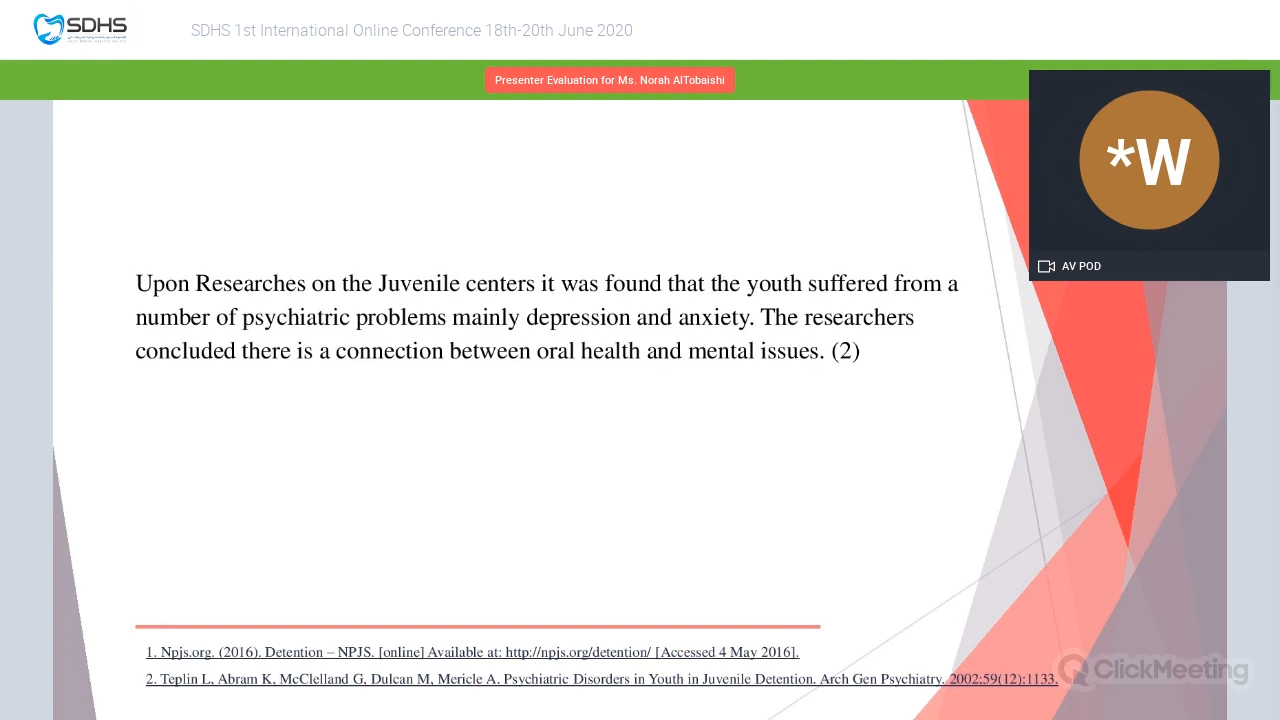 SDHS
SDHS 1st International Online Conference 18th-20th June 2020
Presenter Evaluation for Ms. Norah AlTobaishi
*W
AV POD
Upon Researches on the Juvenile centers it was found that the youth suffered from a
number of psychiatric problems mainly depression and anxiety. The researchers
concluded there is a connection between oral health and mental issues. (2)
1. Npjs.org. (2016). Detention – NPJS. [online] Available at: http://npjs.org/detention/ [Accessed 4 May 2016].
2. Teplin L, Abram K, McClelland G, Dulcan M, Mericle A. Psychiatric Disorders in Youth in Juvenile Detention. Arch Gen Psychiatry. 2002;59(12):1133.
ClickMeeting